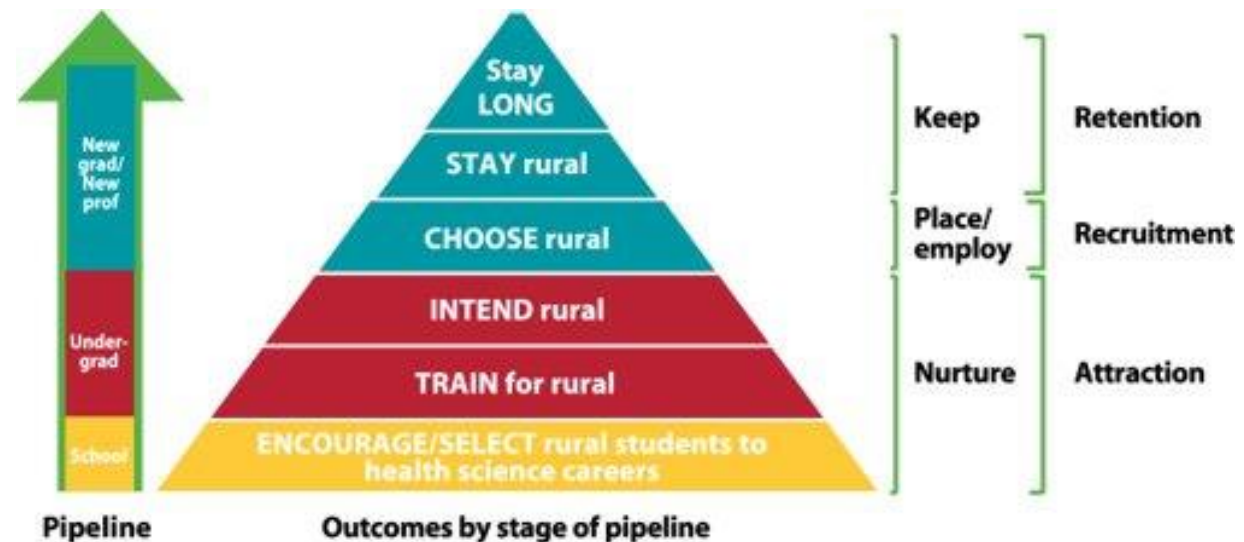 New
grad/
New
prof
Under-
grad
School
Pipeline
Stay
LONG
STAY rural
CHOOSE rural
INTEND rural
TRAIN for rural
ENCOURAGE/SELECT rural students to
health science careers
Outcomes by stage of pipeline
Keep
Place/
employ
Nurture
Retention
Recruitment
Attraction